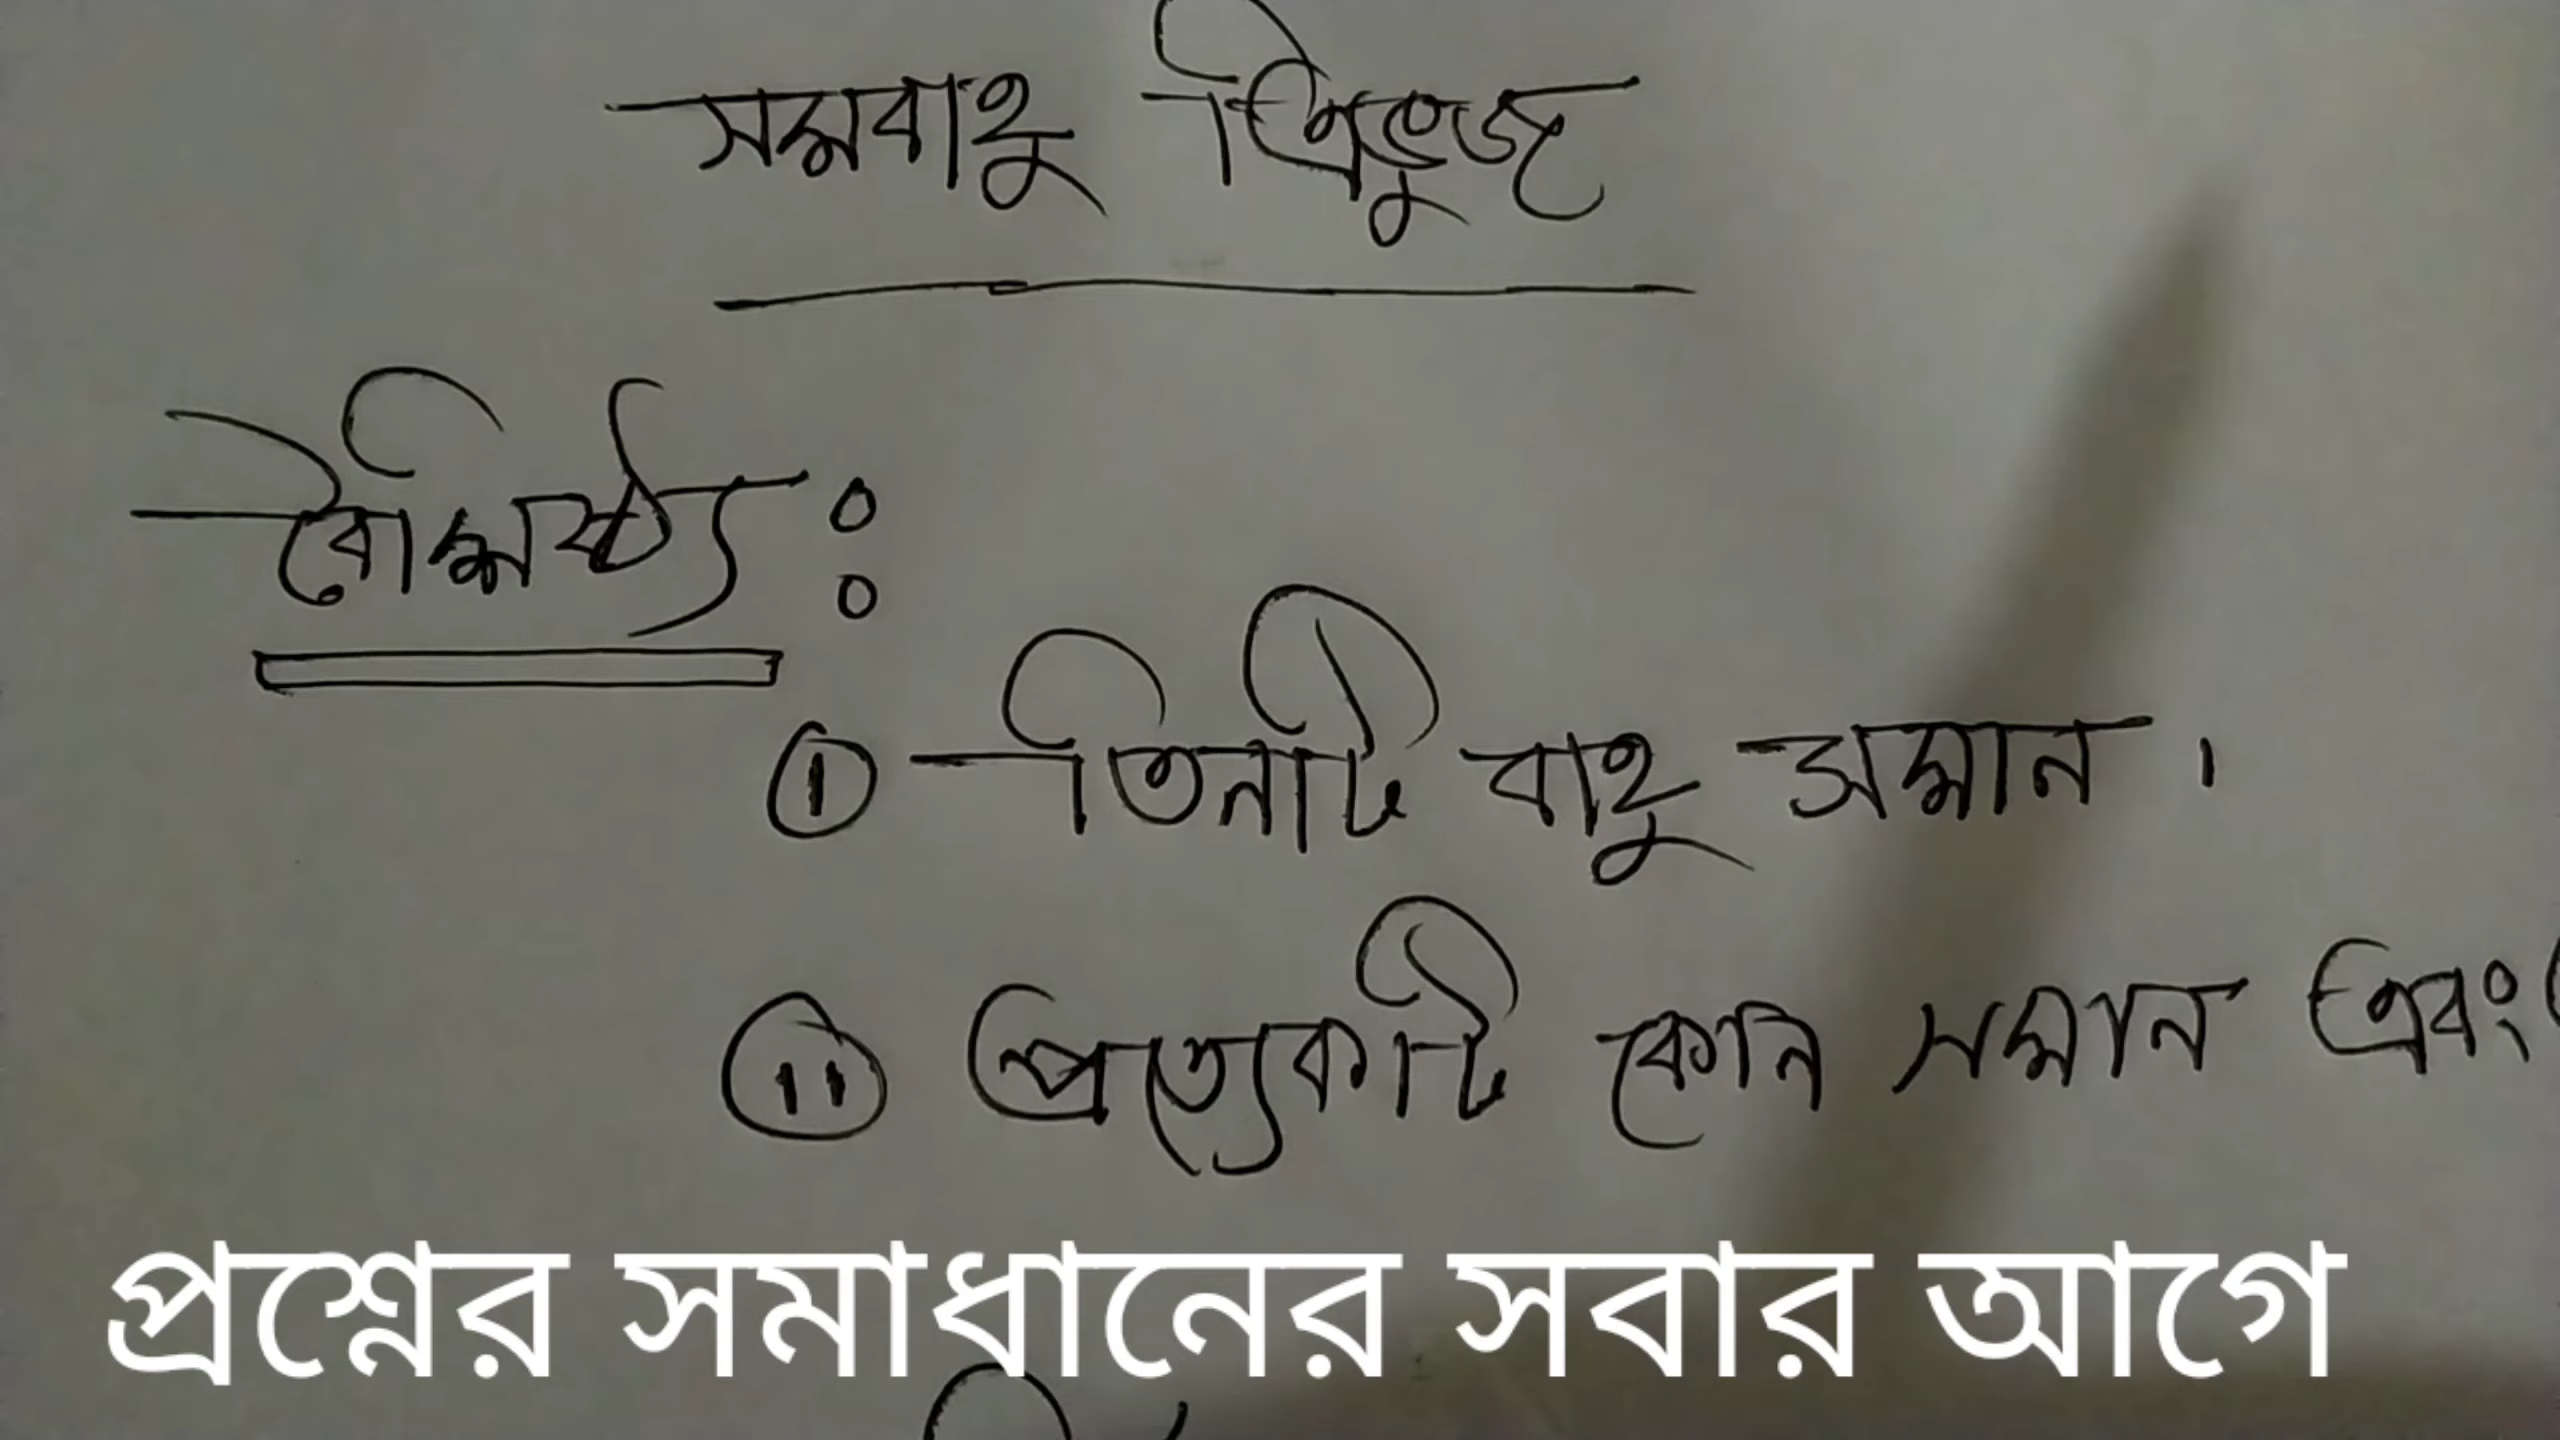 সমবাহু ত্রিভুজ
বৈশিষ্ট্য :
i তিনটি বাহু সমান ।
ii প্রত্যেকটি কোন সমান এবং
প্রশ্নের সমাধানের সবার আগে